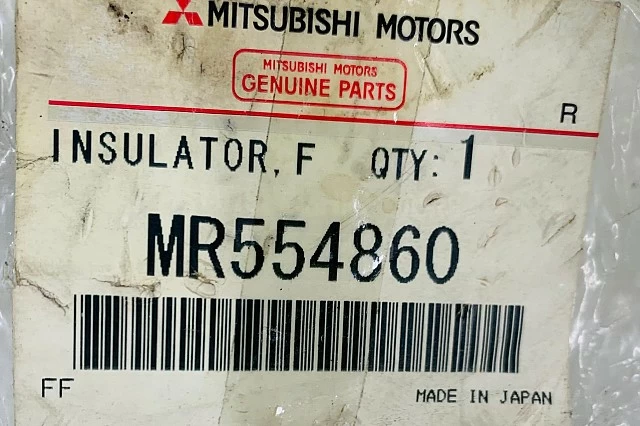 MITSUBISHI MOTORS
MITSUBISHI MOTORS
GENUINE PARTS
R
INSULATOR,F QTY: 1
MR554860
FF
MADE IN JAPAN